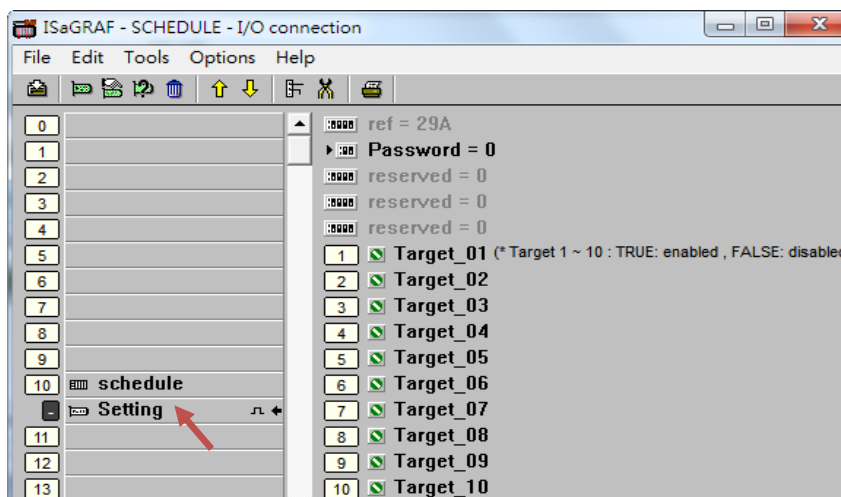 ISaGRAF - SCHEDULE - I/O connection
File Edit Tools Options Help
0
1
2
3
4
5
6
7
8
9
10 schedule
- Setting
11
12
13
ref = 29A
Password = 0
reserved = 0
reserved = 0
reserved = 0
1 Target_01 (* Target 1 ~ 10 : TRUE: enabled , FALSE: disabled
2 Target_02
3 Target_03
4 Target_04
5 Target_05
6 Target_06
7 Target_07
8 Target_08
9 Target_09
10 Target_10